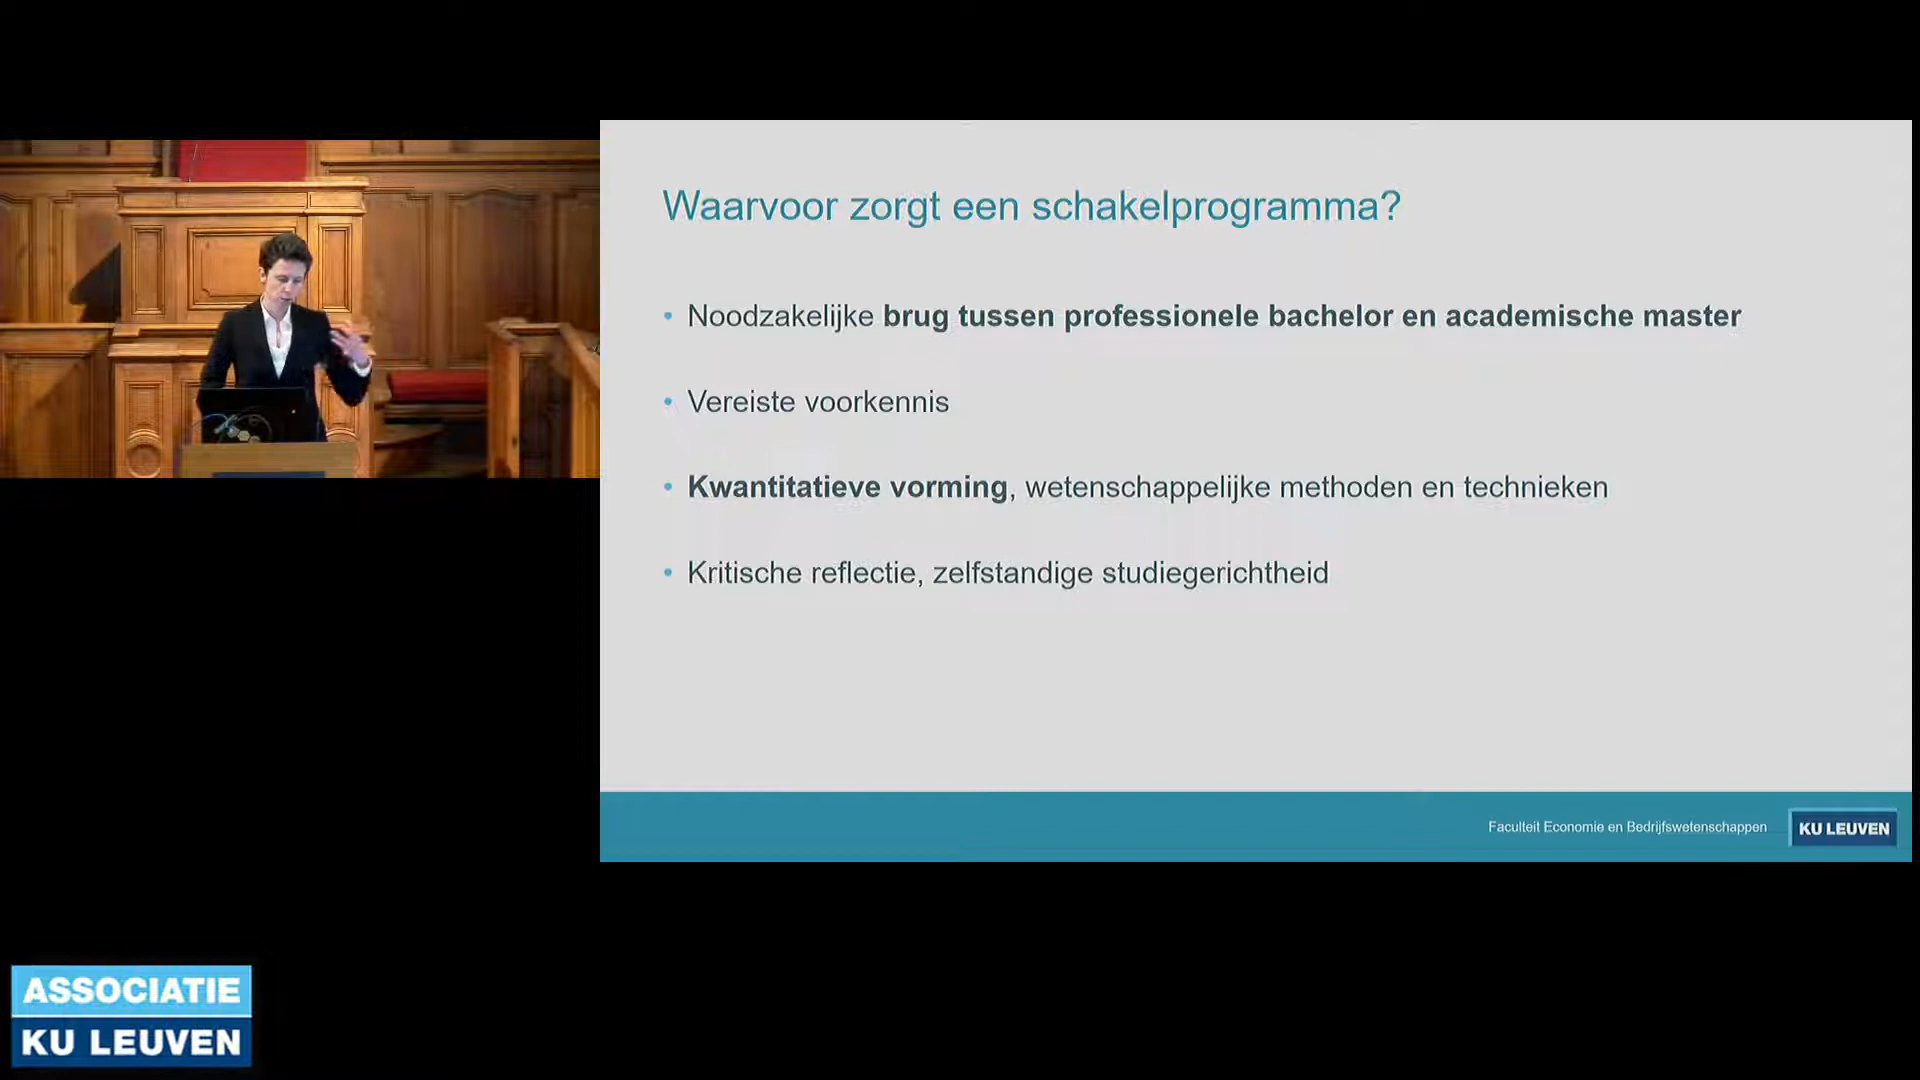 Waarvoor zorgt een schakelprogramma?
• Noodzakelijke brug tussen professionele bachelor en academische master
• Vereiste voorkennis
• Kwantitatieve vorming, wetenschappelijke methoden en technieken
• Kritische reflectie, zelfstandige studiegerichtheid
Faculteit Economie en Bedrijfswetenschappen
KU LEUVEN
ASSOCIATIE
KU LEUVEN